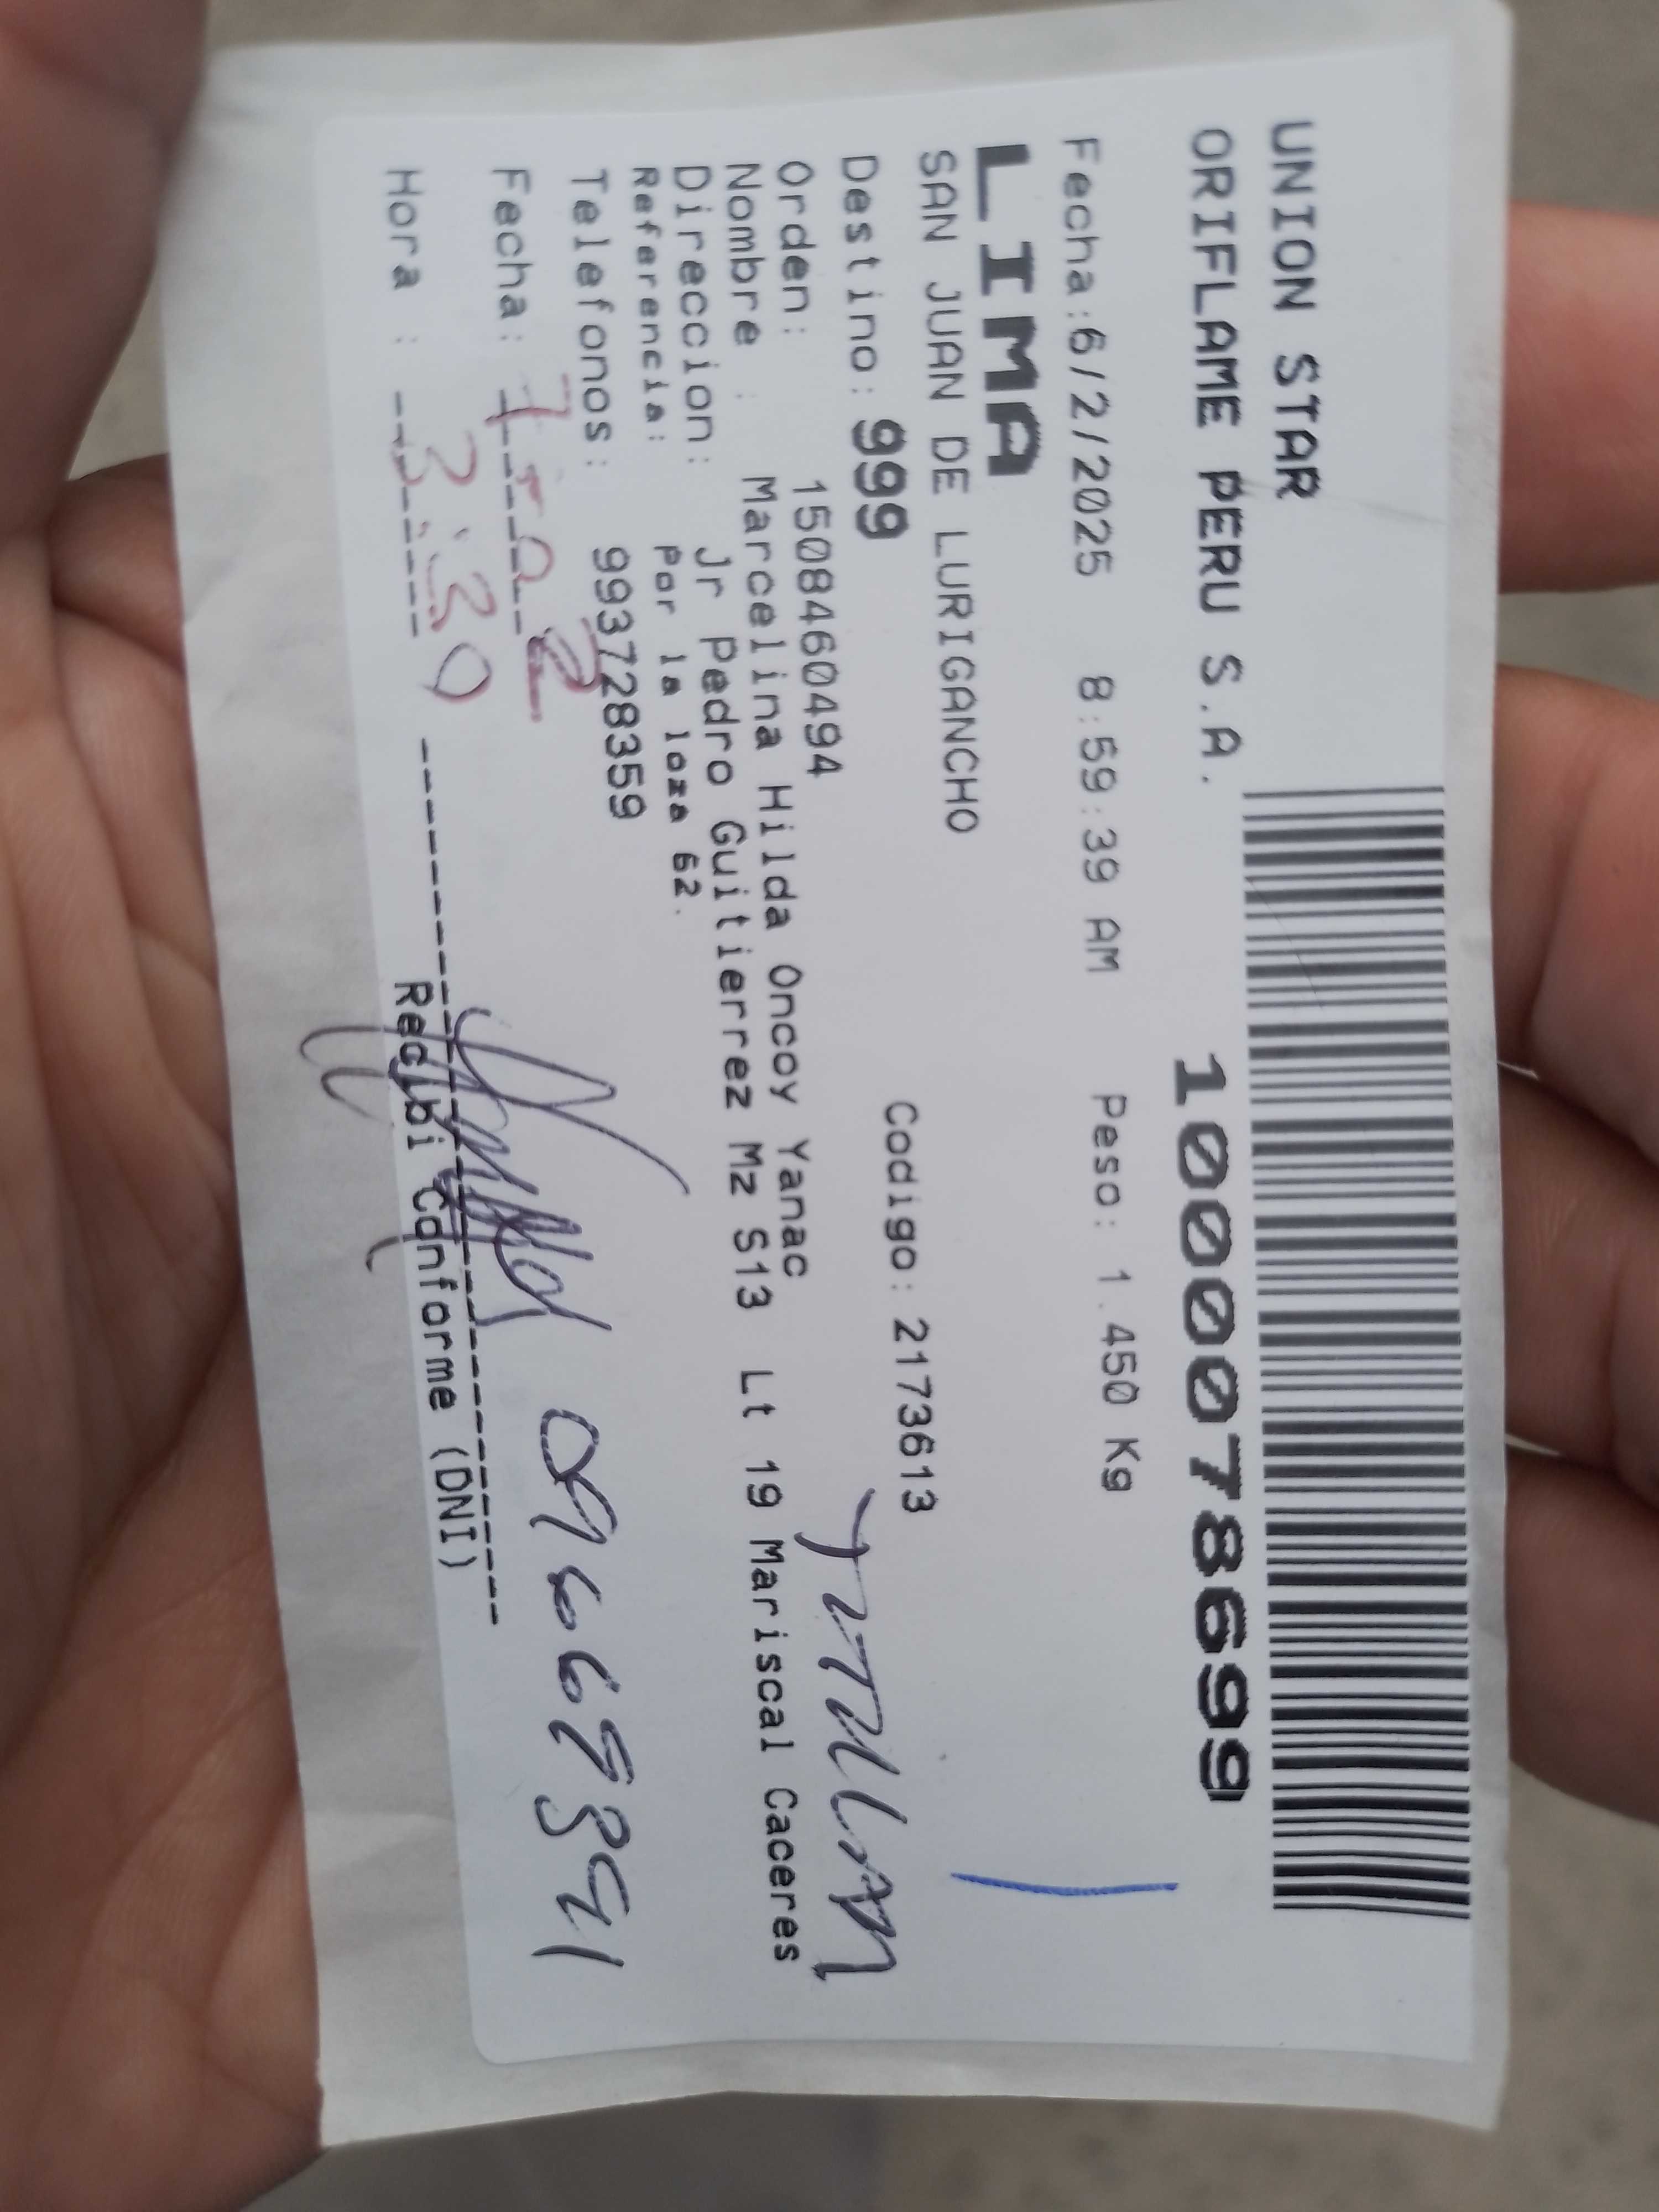 UNION STAR
ORIFLAME PERU S.A. 1000078699
Fecha:6/2/2025 8:59:39 AM Peso: 1.450 Kg
LIMA
SAN JUAN DE LURIGANCHO
Destino: 999 Codigo: 2173613
Orden: 15084460494
Nombre : Marcelina Hilda Oncoy Yanac
Direccion: Jr Pedro Guitierrez Mz S13 Lt 19 Mariscal Caceres
Referencia: Por la loza 62.
Telefonos: 993728359
Fecha:
Hora : 3:30
Recibi Conforme (DNI)